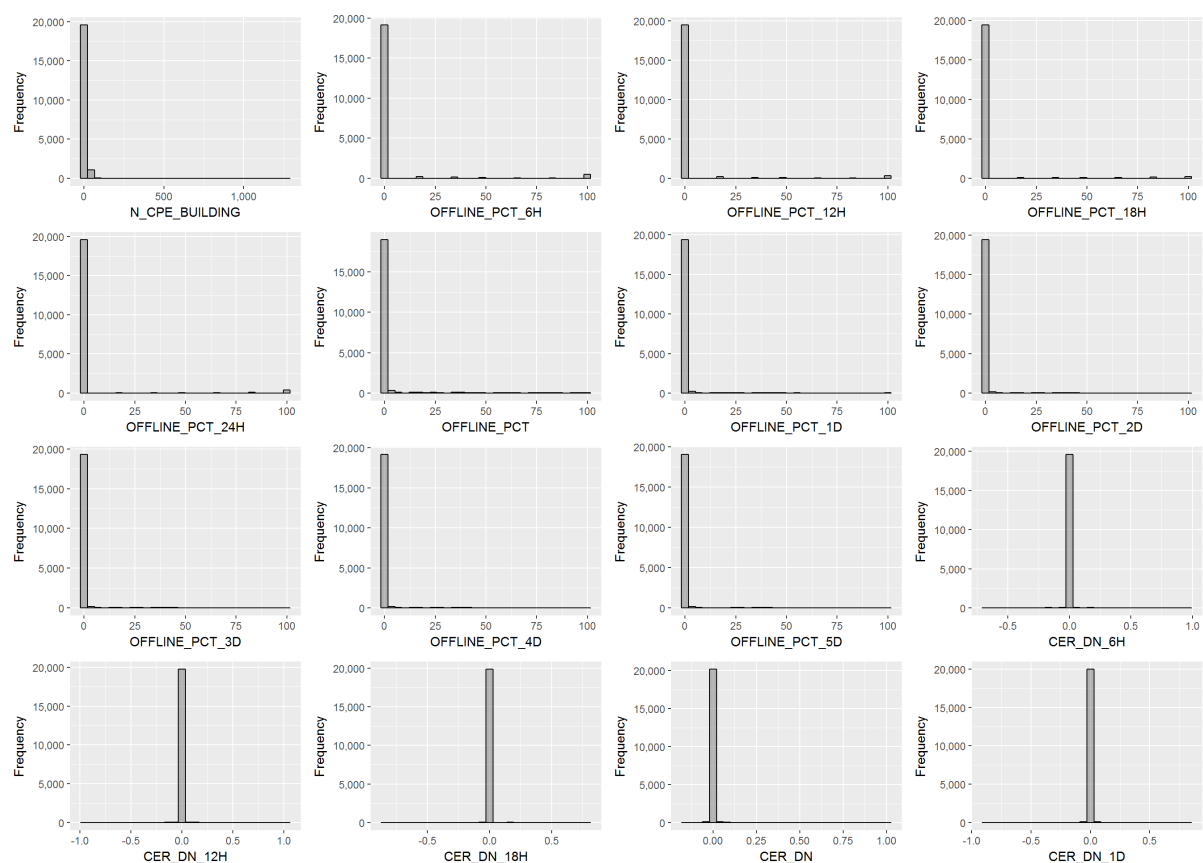 20,000
15,000
10,000
5,000
0
Frequency
0 500 1,000
N_CPE_BUILDING
20,000
15,000
10,000
5,000
0
Frequency
0 25 50 75 100
OFFLINE_PCT_6H
20,000
15,000
10,000
5,000
0
Frequency
0 25 50 75 100
OFFLINE_PCT_12H
20,000
15,000
10,000
5,000
0
Frequency
0 25 50 75 100
OFFLINE_PCT_18H
20,000
15,000
10,000
5,000
0
Frequency
0 25 50 75 100
OFFLINE_PCT_24H
15,000
10,000
5,000
0
Frequency
0 25 50 75 100
OFFLINE_PCT
20,000
15,000
10,000
5,000
0
Frequency
0 25 50 75 100
OFFLINE_PCT_1D
20,000
15,000
10,000
5,000
0
Frequency
0 25 50 75 100
OFFLINE_PCT_2D
20,000
15,000
10,000
5,000
0
Frequency
0 25 50 75 100
OFFLINE_PCT_3D
20,000
15,000
10,000
5,000
0
Frequency
0 25 50 75 100
OFFLINE_PCT_4D
20,000
15,000
10,000
5,000
0
Frequency
0 25 50 75 100
OFFLINE_PCT_5D
20,000
15,000
10,000
5,000
0
Frequency
-0.5 0.0 0.5 1.0
CER_DN_6H
20,000
15,000
10,000
5,000
0
Frequency
-1.0 -0.5 0.0 0.5 1.0
CER_DN_12H
20,000
15,000
10,000
5,000
0
Frequency
-0.5 0.0 0.5
CER_DN_18H
20,000
15,000
10,000
5,000
0
Frequency
0.00 0.25 0.50 0.75 1.00
CER_DN
20,000
15,000
10,000
5,000
0
Frequency
-1.0 -0.5 0.0 0.5
CER_DN_1D